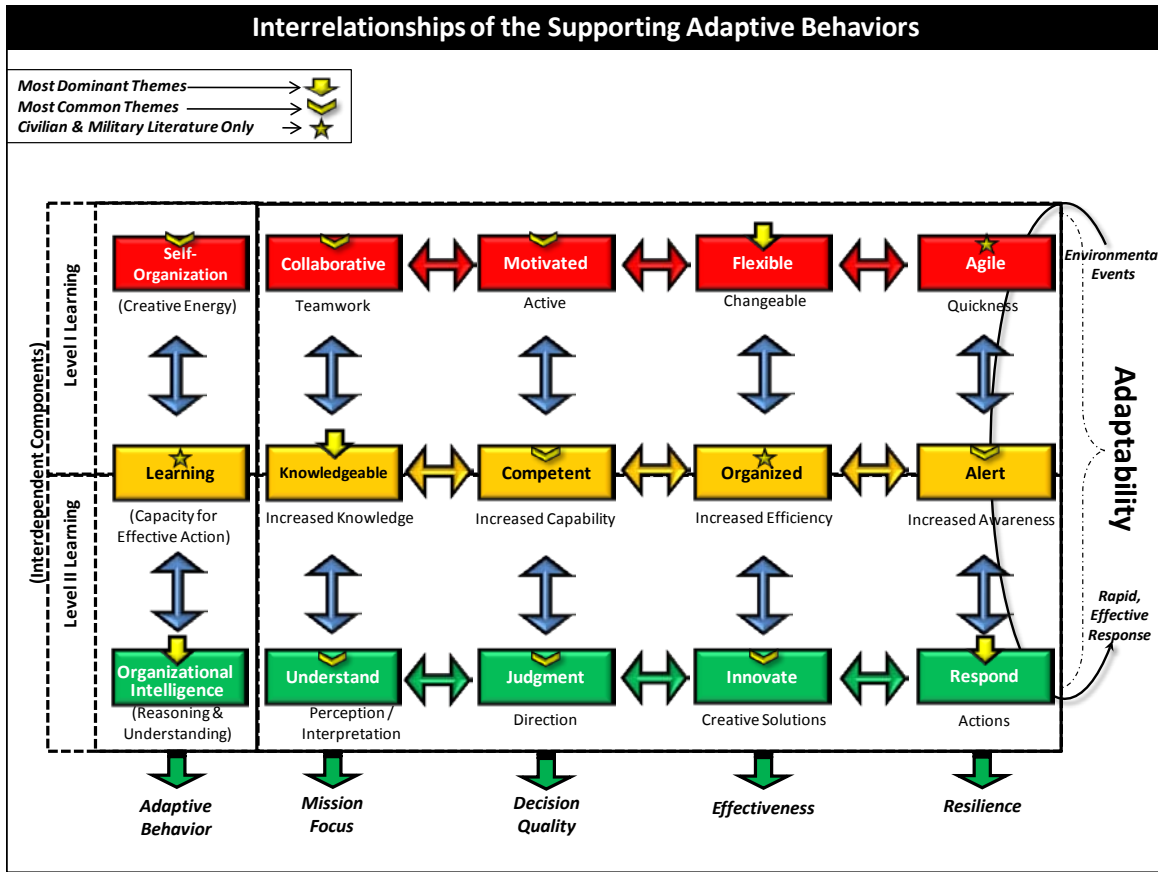 Interrelationships of the Supporting Adaptive Behaviors
Most Dominant Themes
Most Common Themes
Civilian & Military Literature Only
(Interdependent Components)
Level I Learning
Level II Learning
Self-
Organization
(Creative Energy)
Collaborative
Teamwork
Motivated
Active
Flexible
Changeable
Agile
Quickness
Environmenta
Events
Learning
(Capacity for
Effective Action)
Knowledgeable
Increased Knowledge
Competent
Increased Capability
Organized
Increased Efficiency
Alert
Increased Awareness
Adaptability
Rapid,
Effective
Response
Organizational
Intelligence
(Reasoning &
Understanding)
Understand
Perception /
Interpretation
Judgment
Direction
Innovate
Creative Solutions
Respond
Actions
Adaptive
Behavior
Mission
Focus
Decision
Quality
Effectiveness
Resilience